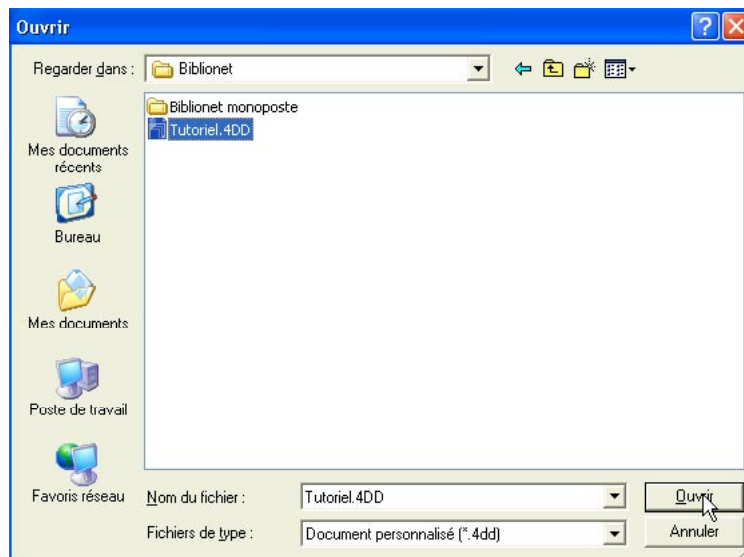 Ouvrir
Regarder dans :
Biblionet
Mes documents
récents
Bureau
Mes documents
Poste de travail
Favoris réseau
Biblionet monoposte
Tutoriel.4DD
Nom du fichier :
Tutoriel.4DD
Ouvrir
Fichiers de type :
Document personnalisé (*.4dd)
Annuler